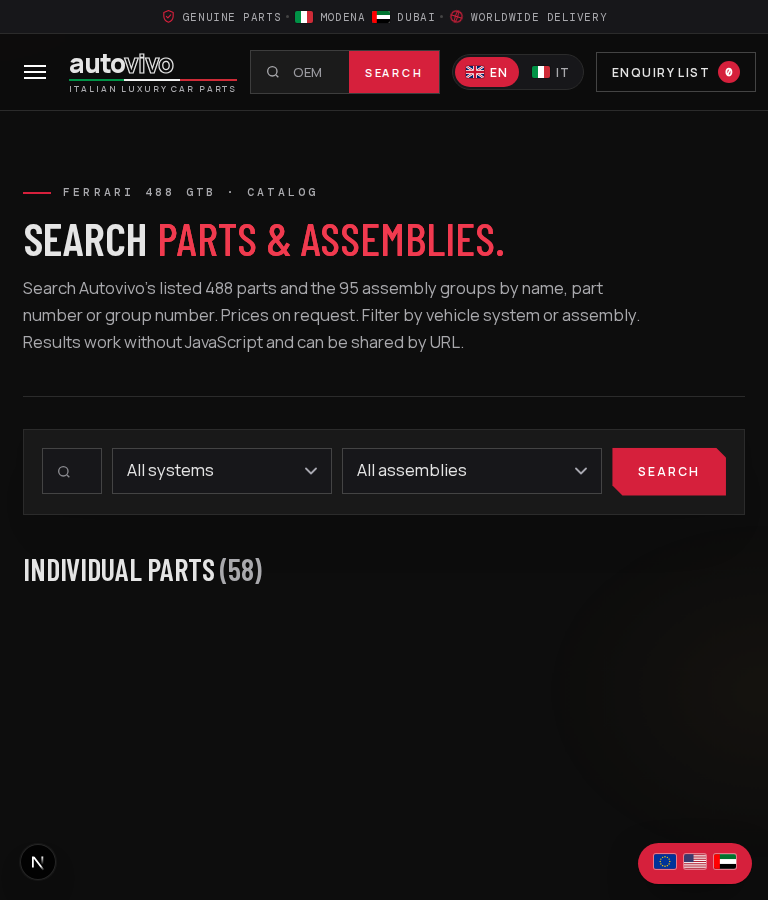 GENUINE PARTS • MODENA DUBAI • WORLDWIDE DELIVERY
autovivo
ITALIAN LUXURY CAR PARTS
OEM
SEARCH
EN
IT
ENQUIRY LIST 0
FERRARI 488 GTB · CATALOG
SEARCH PARTS & ASSEMBLIES.
Search Autovivo's listed 488 parts and the 95 assembly groups by name, part
number or group number. Prices on request. Filter by vehicle system or assembly.
Results work without JavaScript and can be shared by URL.
All systems
All assemblies
SEARCH
INDIVIDUAL PARTS (58)
N